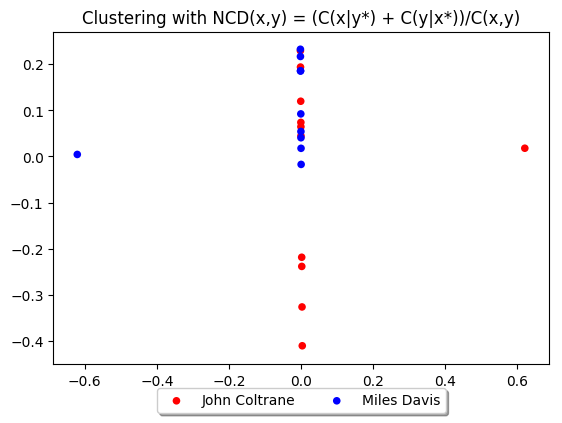 Clustering with NCD(x,y) = (C(x|y*) + C(y|x*))/C(x,y)
0.2
0.1
0.0
−0.1
−0.2
−0.3
−0.4
−0.6 −0.4 −0.2 0.0 0.2 0.4 0.6
John Coltrane Miles Davis